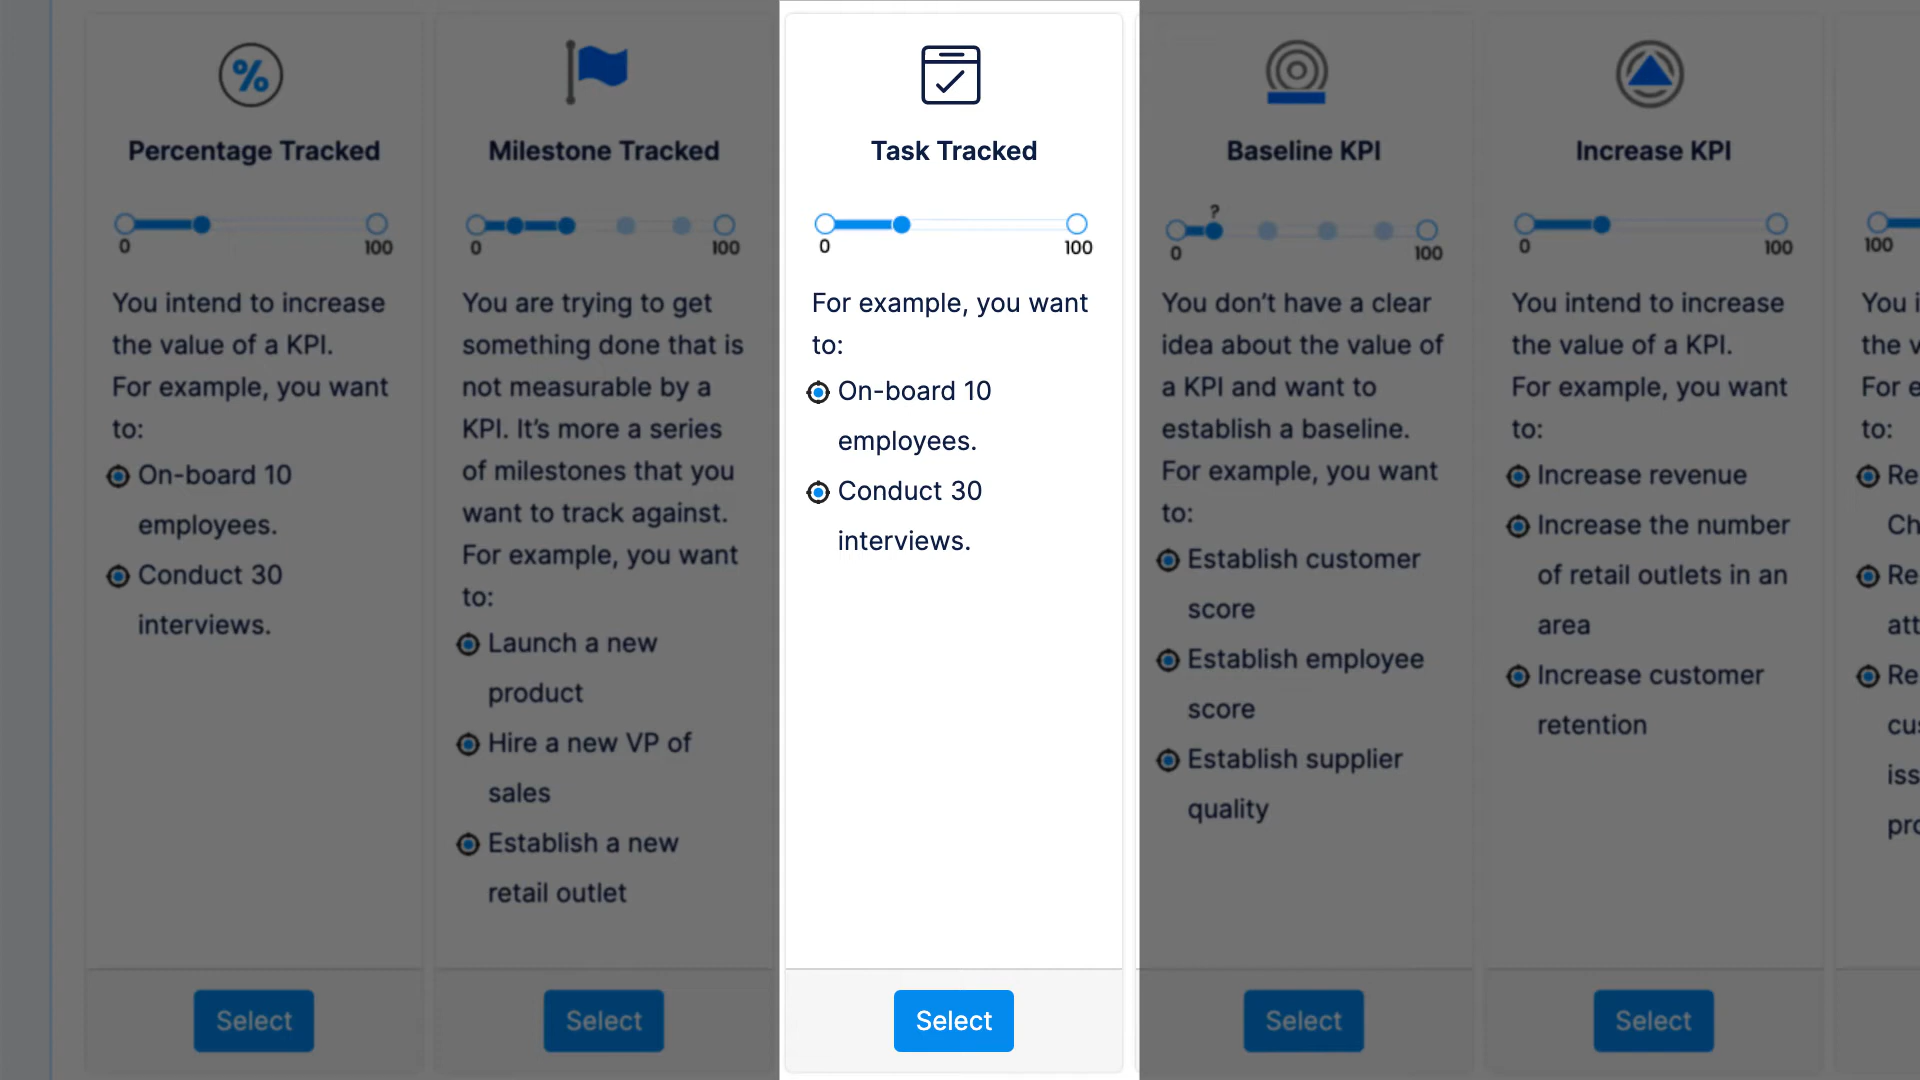 %
Percentage Tracked
0
100
You intend to increase
the value of a KPI.
For example, you want
to:
On-board 10
employees.
Conduct 30
interviews.
Select
Milestone Tracked
0
100
You are trying to get
something done that is
not measurable by a
KPI. It's more a series
of milestones that you
want to track against.
For example, you want
to:
Launch a new
product
Hire a new VP of
sales
Establish a new
retail outlet
Select
Task Tracked
0
100
For example, you want
to:
On-board 10
employees.
Conduct 30
interviews.
Select
Baseline KPI
?
0
100
You don't have a clear
idea about the value of
a KPI and want to
establish a baseline.
For example, you want
to:
Establish customer
score
Establish employee
score
Establish supplier
quality
Select
Increase KPI
0
100
You intend to increase
the value of a KPI.
For example, you want
to:
Increase revenue
Increase the number
of retail outlets in an
area
Increase customer
retention
Select
100
You
the
For
to: